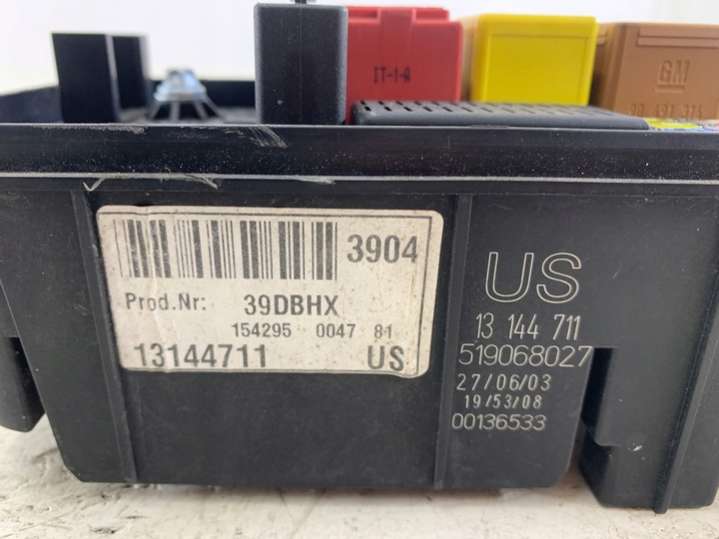 IT-1-A
GM
3904
Prod.Nr: 39DBHX
154295 0047 81
13144711 US
US
13 144 711
519068027
27/06/03
19/53/08
00136533